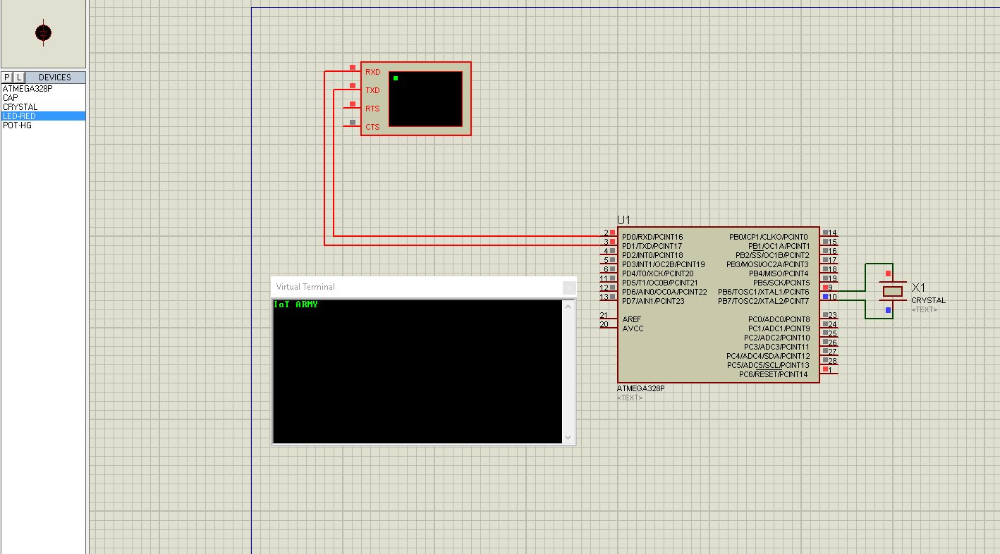 P L DEVICES
ATMEGA328P
CAP
CRYSTAL
LED-RED
POT-HG
RXD
TXD
RTS
CTS
U1
2 PD0/RXD/PCINT16 PB0/ICP1/CLKO/PCINT0 14
3 PD1/TXD/PCINT17 PB1/OC1A/PCINT1 15
4 PD2/INT0/PCINT18 PB2/SS/OC1B/PCINT2 16
5 PD3/INT1/OC2B/PCINT19 PB3/MOSI/OC2A/PCINT3 17
6 PD4/T0/XCK/PCINT20 PB4/MISO/PCINT4 18
11 PD5/T1/OC0B/PCINT21 PB5/SCK/PCINT5 19
12 PD6/AIN0/OC0A/PCINT22 PB6/TOSC1/XTAL1/PCINT6 9
13 PD7/AIN1/PCINT23 PB7/TOSC2/XTAL2/PCINT7 10
21 AREF PC0/ADC0/PCINT8 23
20 AVCC PC1/ADC1/PCINT9 24
PC2/ADC2/PCINT10 25
PC3/ADC3/PCINT11 26
PC4/ADC4/SDA/PCINT12 27
PC5/ADC5/SCL/PCINT13 28
PC6/RESET/PCINT14 1
ATMEGA328P
<TEXT>
X1
CRYSTAL
<TEXT>
Virtual Terminal
IoT ARMY